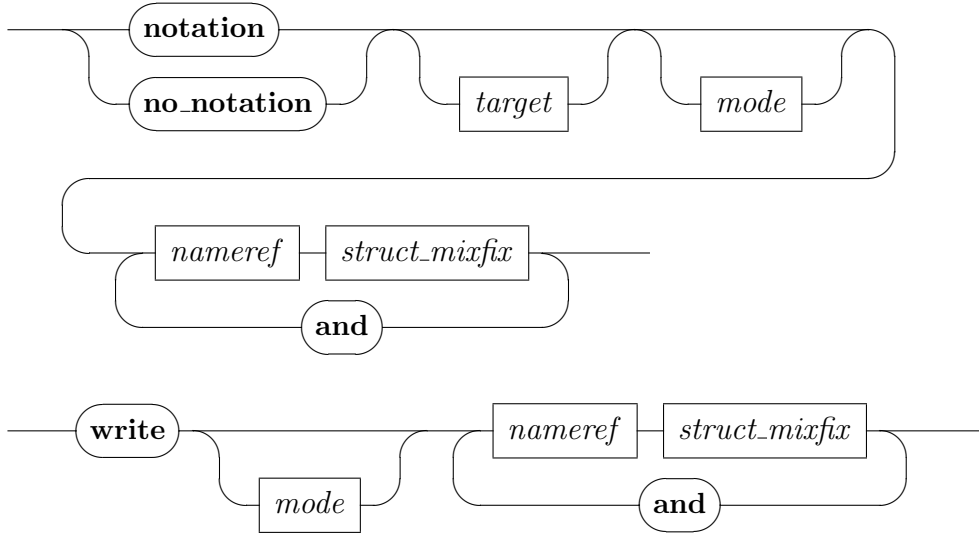 notation
no_notation
target
mode
nameref struct_mixfix
and
write nameref struct_mixfix
mode and